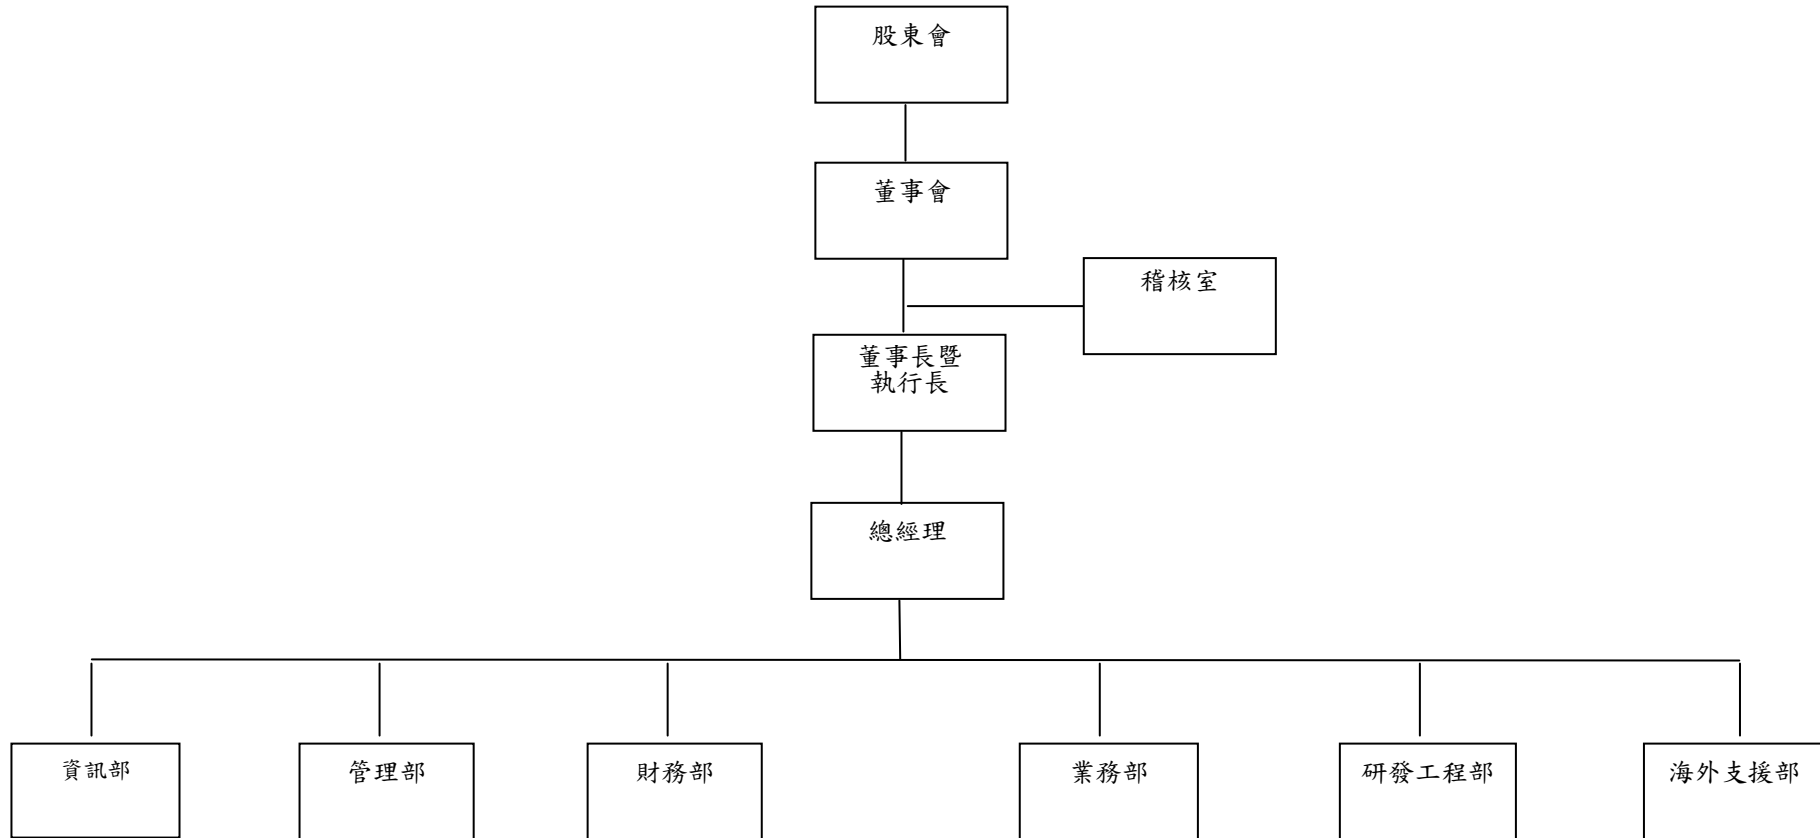 股東會
董事會
稽核室
董事長暨
執行長
總經理
資訊部
管理部
財務部
業務部
研發工程部
海外支援部